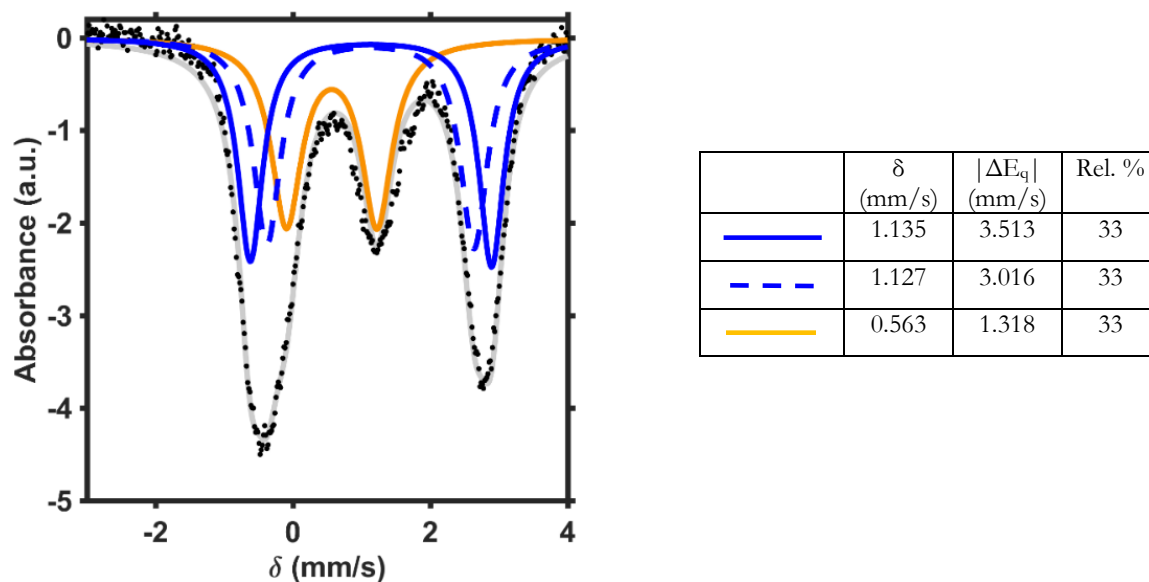 0
-1
-2
-3
-4
-5
Absorbance (a.u.)
-2 0 2 4
δ (mm/s)
δ (mm/s) |ΔEq| (mm/s) Rel. %
1.135 3.513 33
1.127 3.016 33
0.563 1.318 33